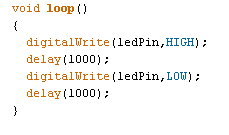 void loop()
{
  digitalWrite(ledPin,HIGH);
  delay(1000);
  digitalWrite(ledPin,LOW);
  delay(1000);
}